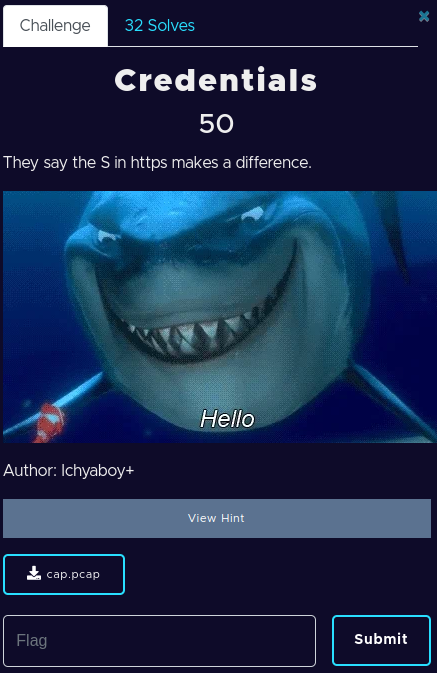 Challenge
32 Solves
✖
Credentials
50
They say the S in https makes a difference.
Hello
Author: Ichyaboy+
View Hint
cap.pcap
Flag
Submit